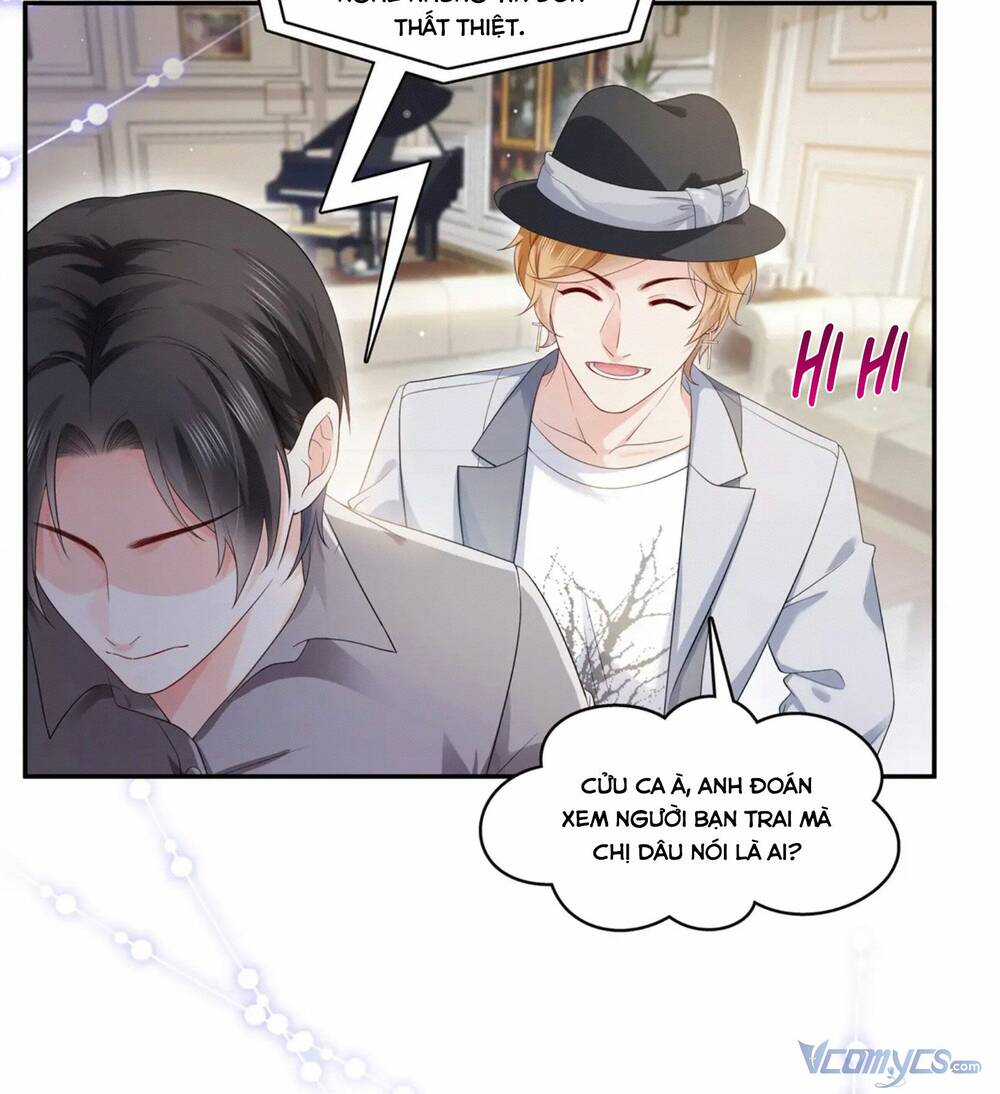 THẤT THIỆT.
HI HI
CỬU CA À, ANH ĐOÁN
XEM NGƯỜI BẠN TRAI MÀ
CHỊ DÂU NÓI LÀ AI?
Vcomycs.com